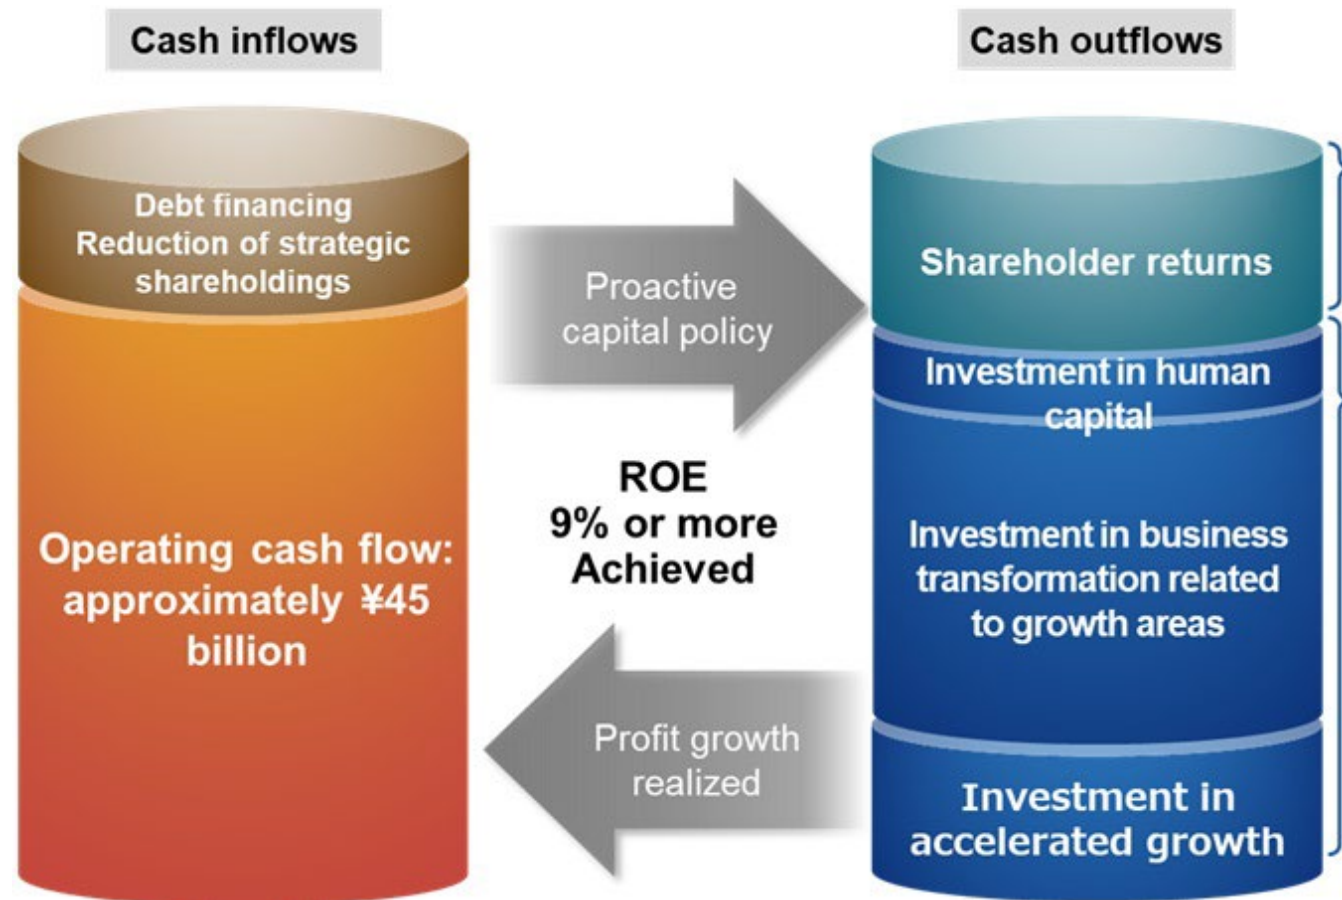 Cash inflows
Debt financing
Reduction of strategic
shareholdings
Operating cash flow:
approximately ¥45
billion
Proactive
capital policy
ROE
9% or more
Achieved
Profit growth
realized
Cash outflows
Shareholder returns
Investment in human
capital
Investment in business
transformation related
to growth areas
Investment in
accelerated growth